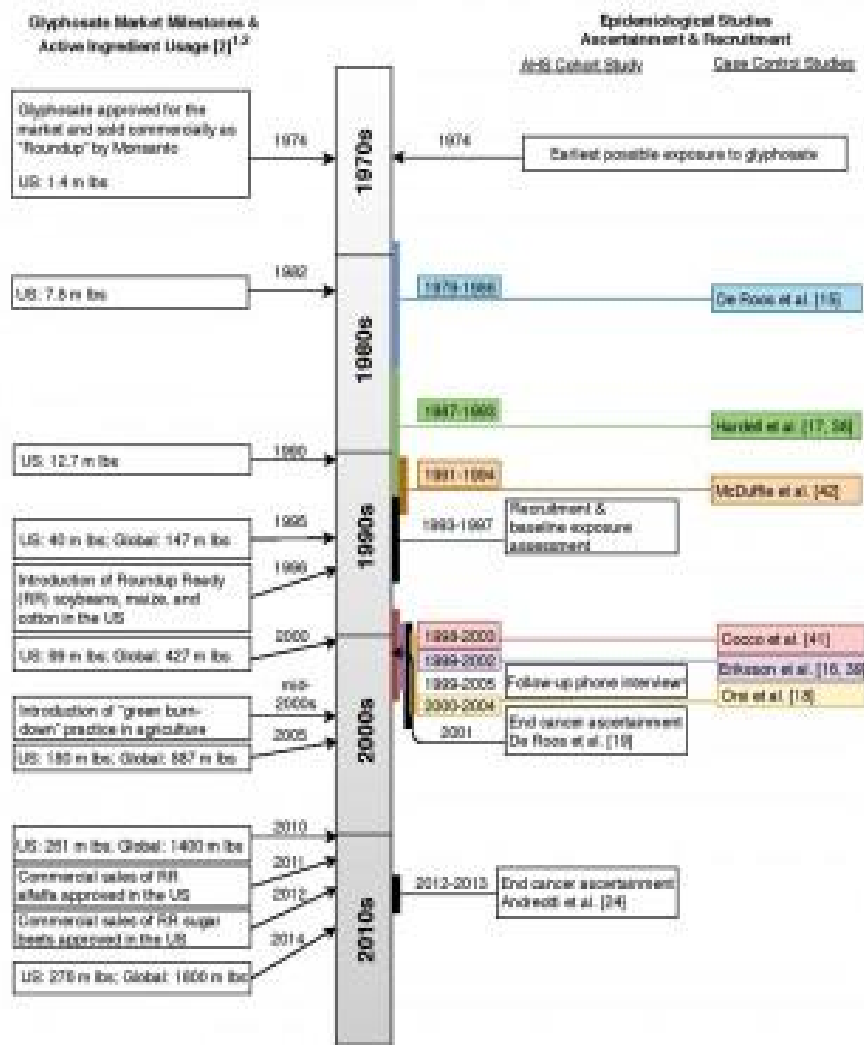 Glyphosate Market Milestones &
Active Ingredient Usage [2]1,2
Epidemiological Studies
Ascertainment & Recruitment
AHS Cohort Study
Case Control Studies
Glyphosate approved for the
market and sold commercially as
"Roundup" by Monsanto
US: 1.4 m lbs
1974
1970s
1974
Earliest possible exposure to glyphosate
US: 7.8 m lbs
1982
1980s
1979-1986
De Roos et al. [15]
1987-1993
Hardell et al. [17, 38]
US: 12.7 m lbs
1990
1990s
1991-1994
McDuffie et al. [42]
1993-1997
Recruitment &
baseline exposure
assessment
US: 40 m lbs; Global: 147 m lbs
1995
Introduction of Roundup Ready
(RR) soybeans, maize, and
cotton in the US
1996
US: 99 m lbs; Global: 427 m lbs
2000
1998-2003
Cocco et al. [41]
1999-2002
Eriksson et al. [16, 39]
1999-2005
Follow-up phone interview
2000-2004
Orsi et al. [18]
2001
End cancer ascertainment
De Roos et al. [19]
Introduction of "green burn-
down" practice in agriculture
mid-
2000s
2000s
US: 180 m lbs; Global: 887 m lbs
2005
US: 261 m lbs, Global: 1400 m lbs
2010
Commercial sales of RR
alfalfa approved in the US
2011
Commercial sales of RR sugar
beets approved in the US
2012
2010s
2012-2013
End cancer ascertainment
Andreotti et al. [24]
US: 276 m lbs; Global: 1800 m lbs
2014